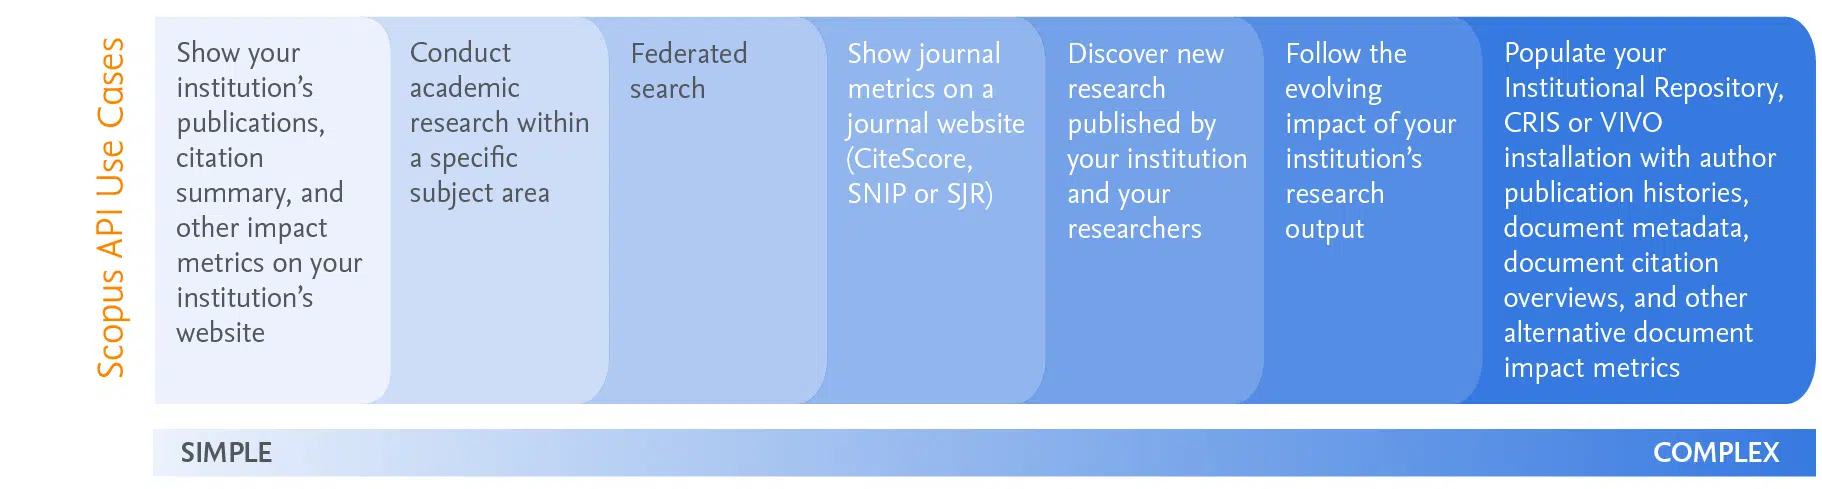 Scopus API Use Cases
Show your
institution’s
publications,
citation
summary, and
other impact
metrics on your
institution’s
website
Conduct
academic
research within
a specific
subject area
Federated
search
Show journal
metrics on a
journal website
(CiteScore,
SNIP or SJR)
Discover new
research
published by
your institution
and your
researchers
Follow the
evolving
impact of your
institution’s
research
output
Populate your
Institutional Repository,
CRIS or VIVO
installation with author
publication histories,
document metadata,
document citation
overviews, and other
alternative document
impact metrics
SIMPLE
COMPLEX